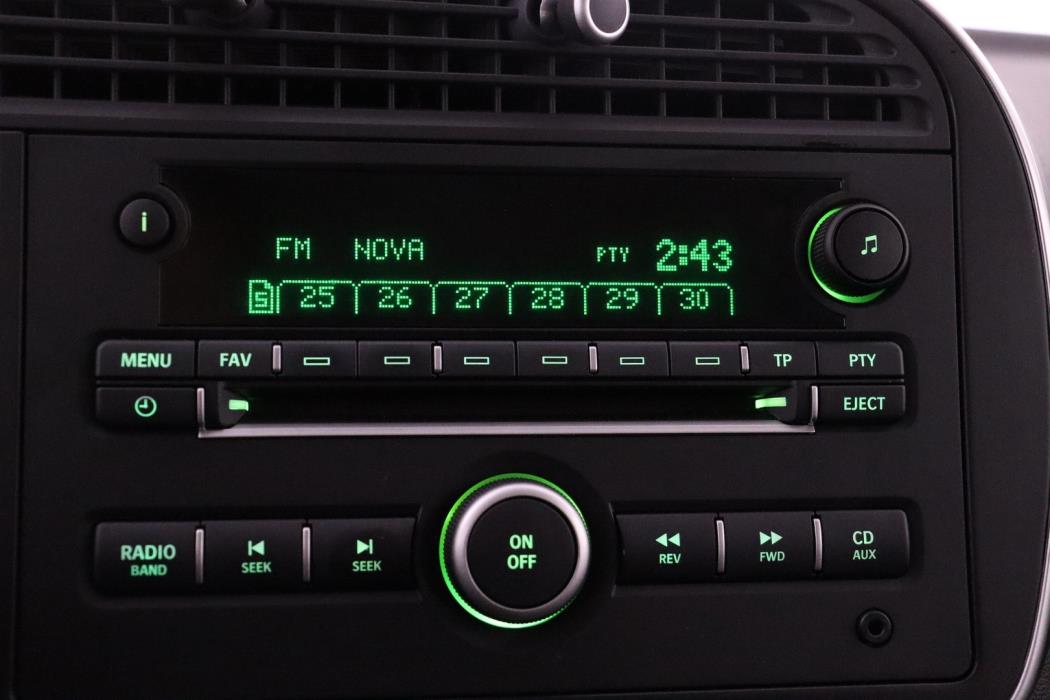 i
FM NOVA PTY 2:43
5 25 26 27 28 29 30
MENU FAV TP PTY
EJECT
RADIO BAND
SEEK
SEEK
ON OFF
REV
FWD
CD AUX